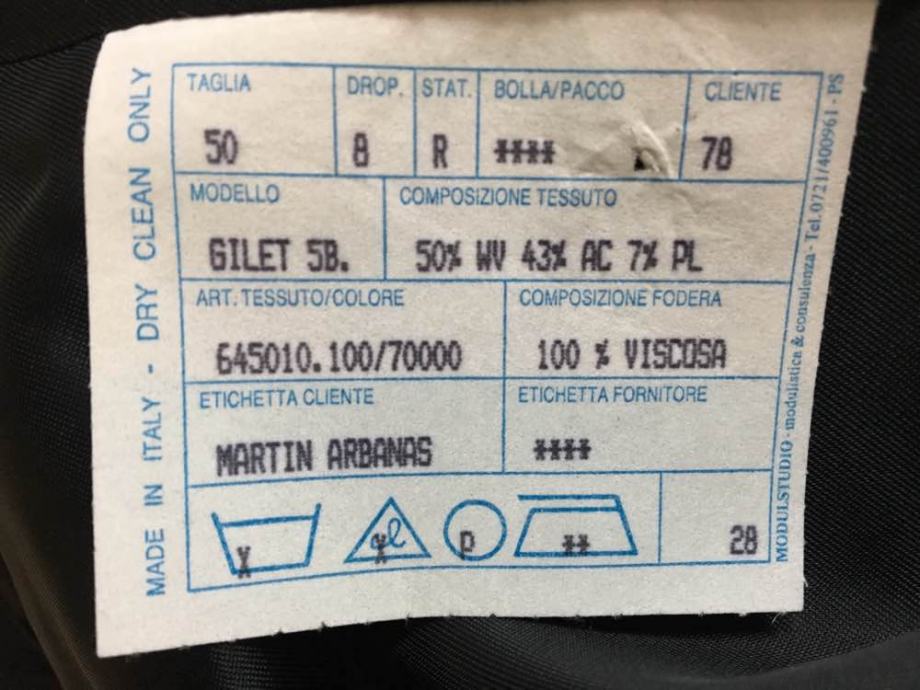 MADE IN ITALY - DRY CLEAN ONLY
TAGLIA DROP. STAT. BOLLA/PACCO CLIENTE
50 8 R **** 78
MODELLO COMPOSIZIONE TESSUTO
GILET 5B. 50% WV 43% AC 7% PL
ART. TESSUTO/COLORE COMPOSIZIONE FODERA
645010.100/70000 100 % VISCOSA
ETICHETTA CLIENTE ETICHETTA FORNITORE
MARTIN ARBANAS ****
X cl X P ** 28
MODULSTUDIO - modulistica & consulenza - Tel. 0721/400961 - PS